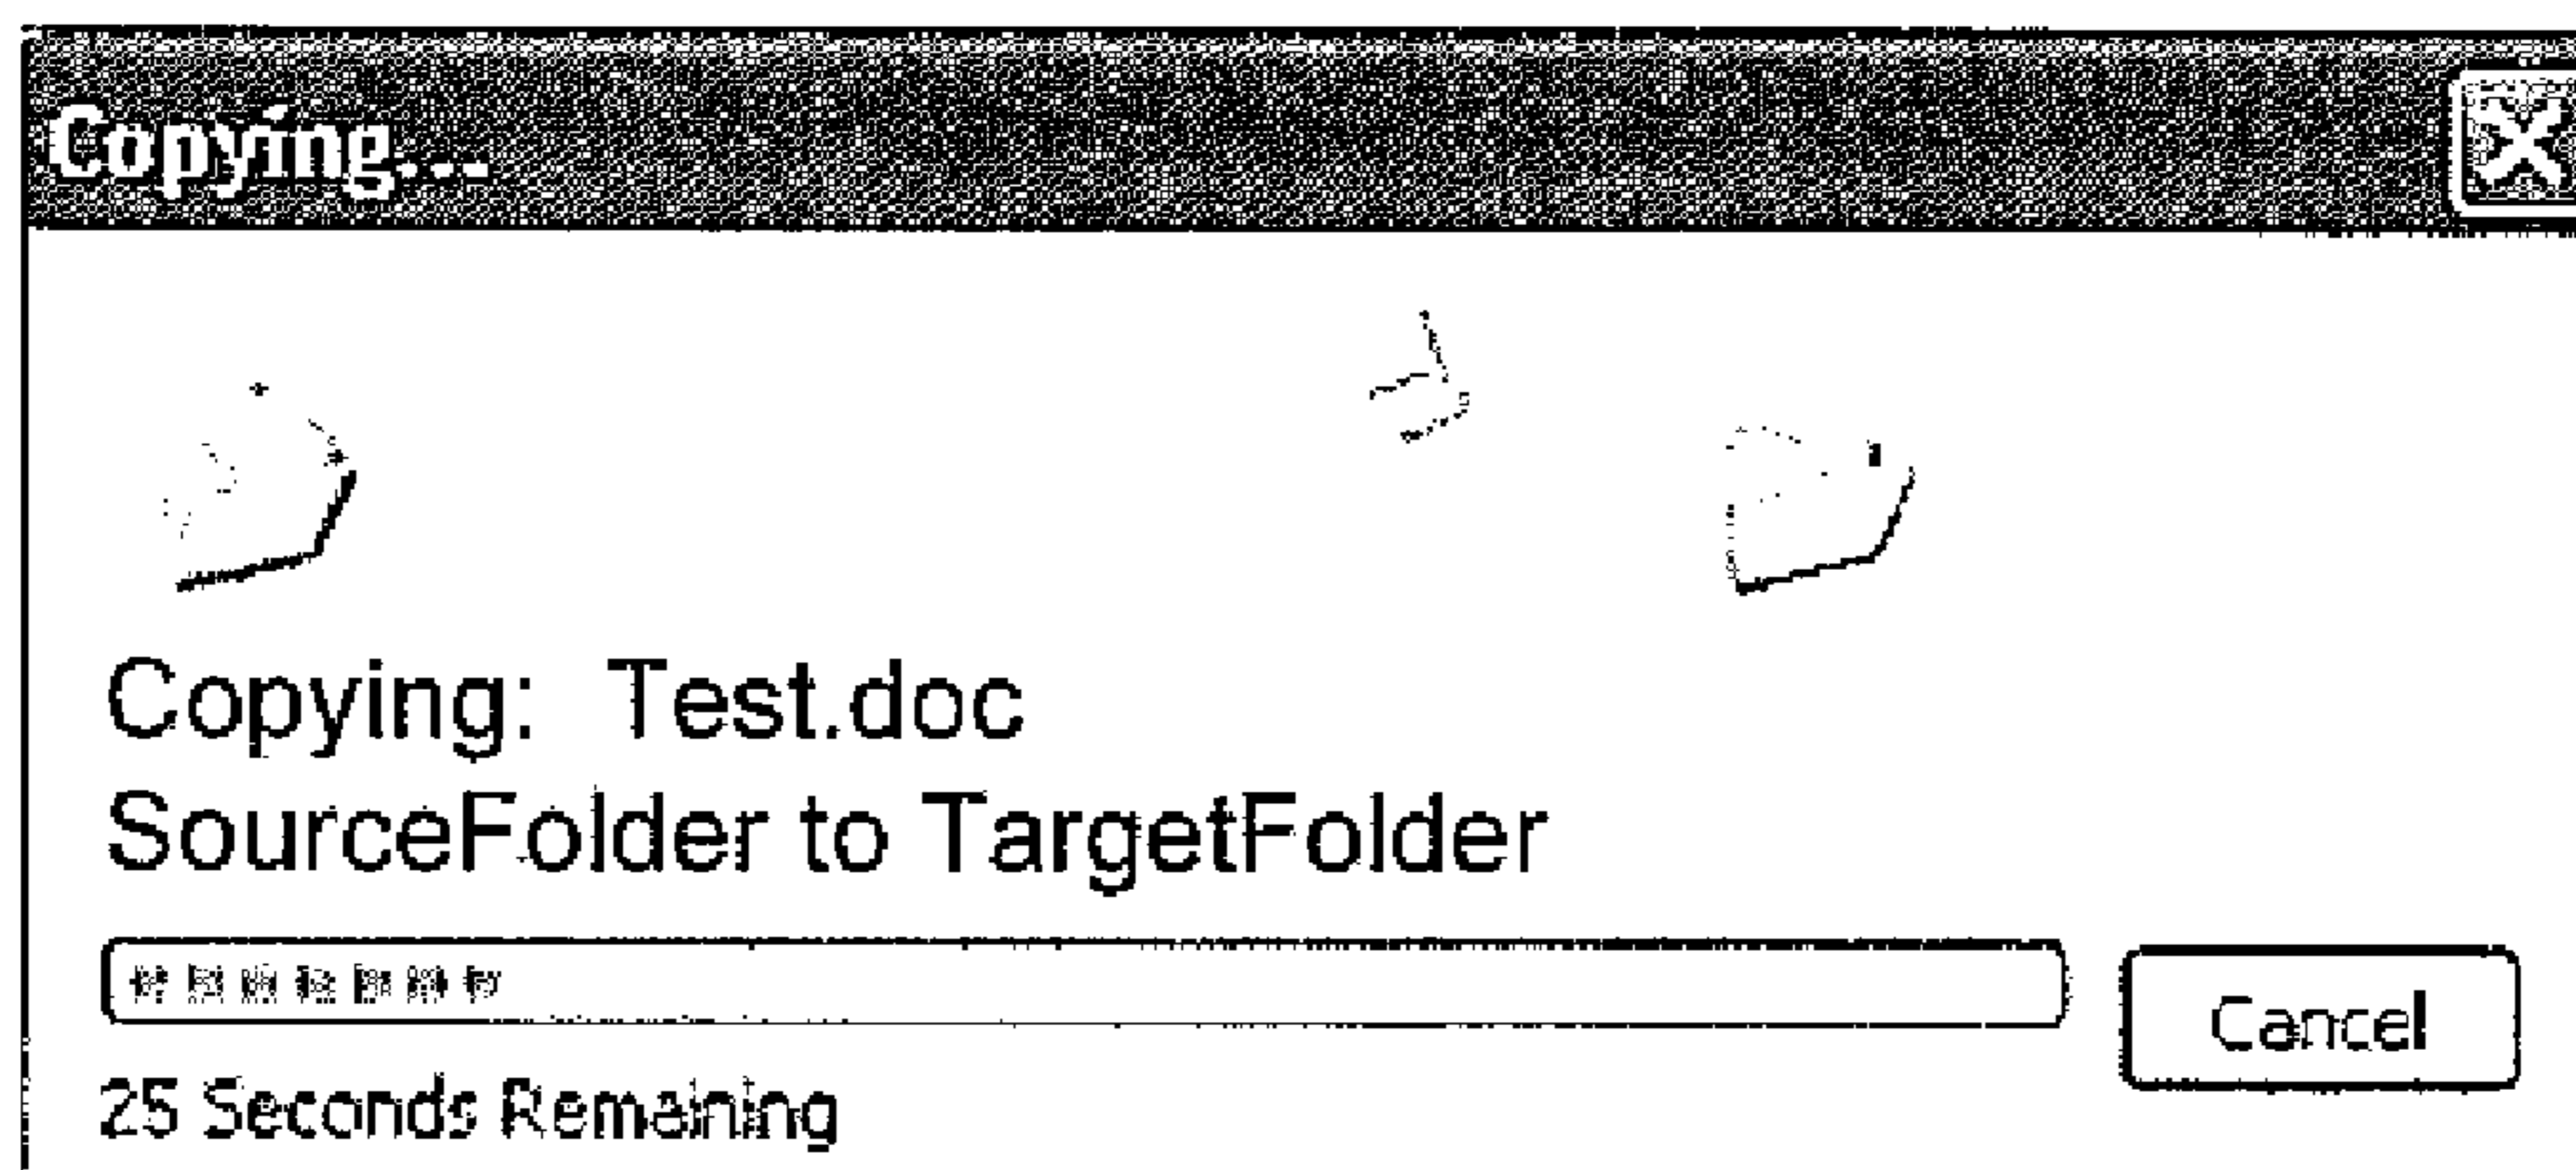 Copying...
Copying: Test.doc
SourceFolder to TargetFolder
Cancel
25 Seconds Remaining